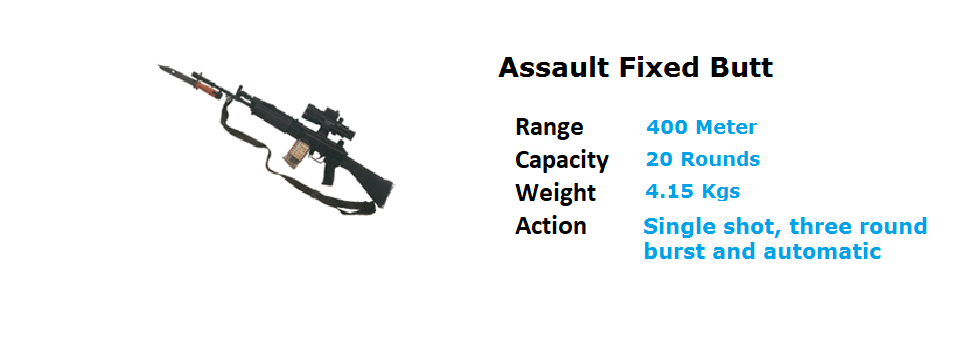 Assault Fixed Butt
Range 400 Meter
Capacity 20 Rounds
Weight 4.15 Kgs
Action Single shot, three round
burst and automatic